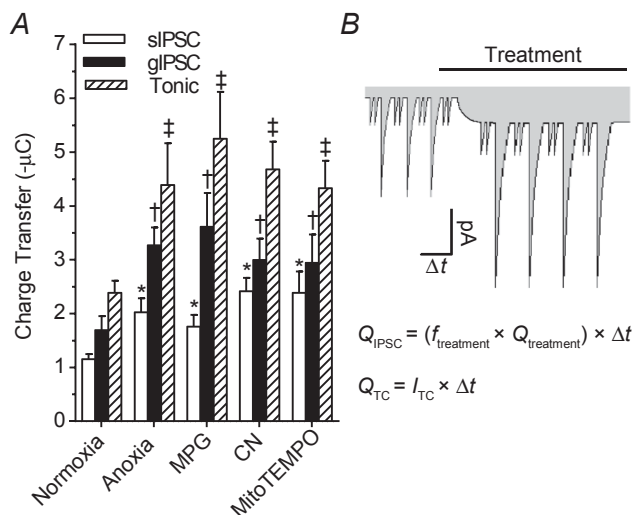 A
B
sIPSC
gIPSC
Tonic
Charge Transfer (-µC)
7
6
5
4
3
2
1
0
* † ‡
* † ‡
* † ‡
* † ‡
Normoxia
Anoxia
MPG
CN
MitoTEMPO
Treatment
pA
Δt
Q_IPSC = (f_treatment × Q_treatment) × Δt
Q_TC = I_TC × Δt